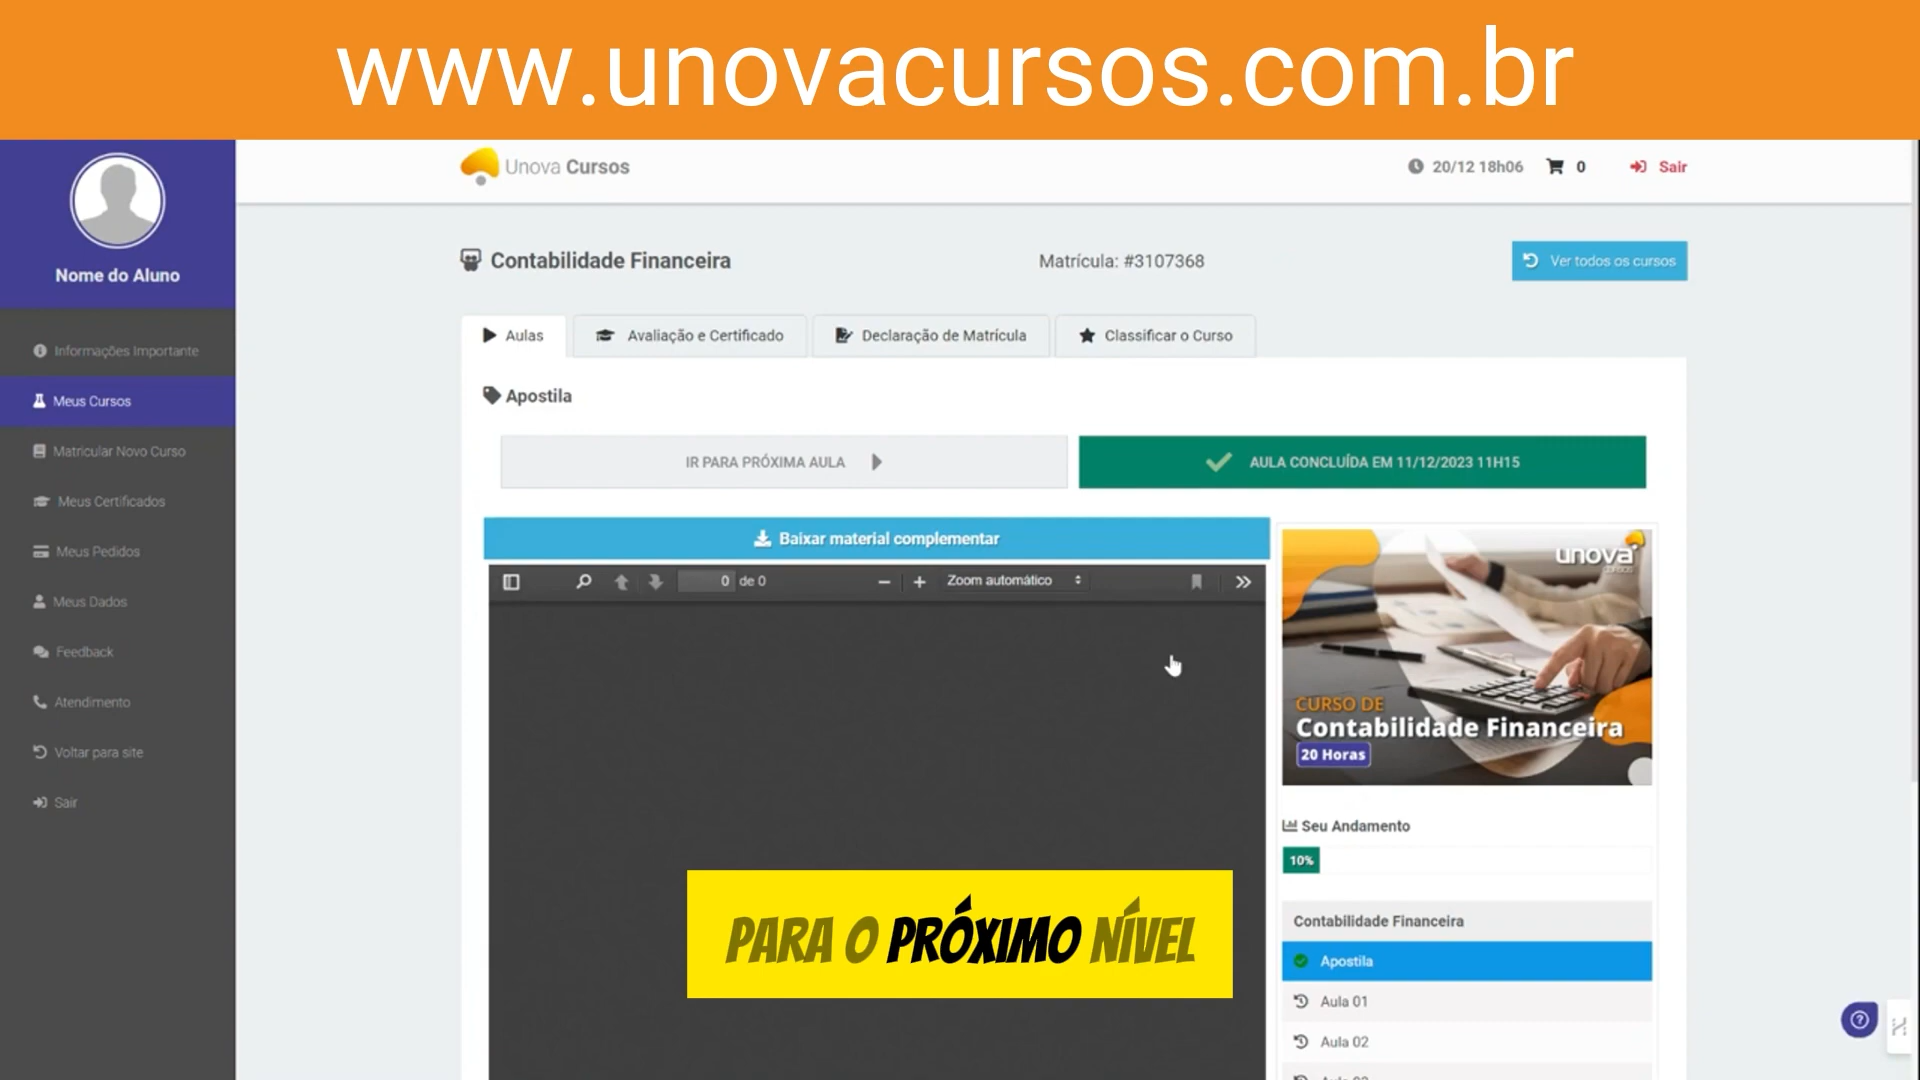 www.unovacursos.com.br
Unova Cursos
20/12 18h06
0
Sair
Nome do Aluno
Informações Importante
Meus Cursos
Matricular Novo Curso
Meus Certificados
Meus Pedidos
Meus Dados
Feedback
Atendimento
Voltar para site
Sair
Contabilidade Financeira
Matrícula: #3107368
Ver todos os cursos
Aulas
Avaliação e Certificado
Declaração de Matrícula
Classificar o Curso
Apostila
IR PARA PRÓXIMA AULA
AULA CONCLUÍDA EM 11/12/2023 11H15
Baixar material complementar
0 de 0
Zoom automático
unova
CURSOS
CURSO DE
Contabilidade Financeira
20 Horas
Seu Andamento
10%
Contabilidade Financeira
Apostila
Aula 01
Aula 02
PARA O PRÓXIMO NÍVEL